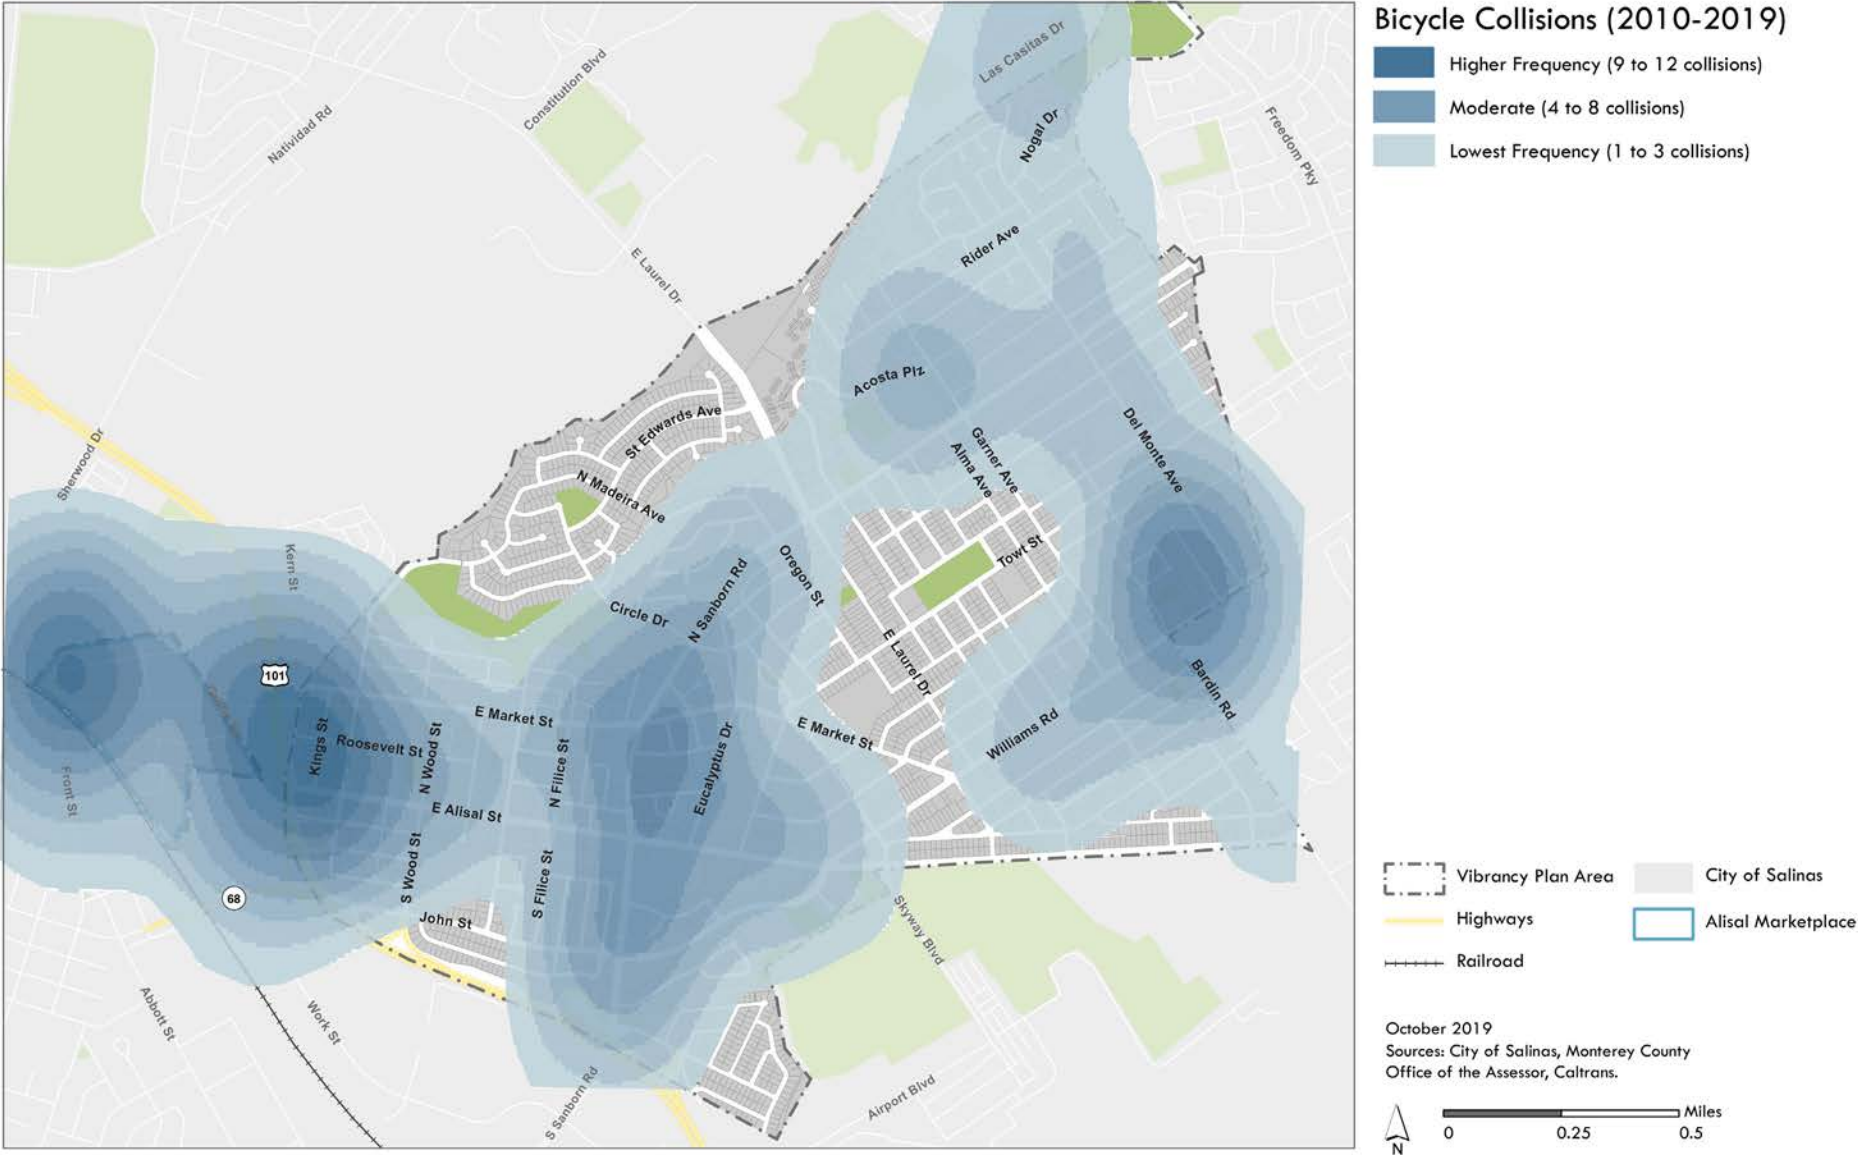 Bicycle Collisions (2010-2019)
Higher Frequency (9 to 12 collisions)
Moderate (4 to 8 collisions)
Lowest Frequency (1 to 3 collisions)
Las Casitas Dr
Constitution Blvd
Natividad Rd
Nogal Dr
Freedom Pky
Rider Ave
E Laurel Dr
Acosta Plz
St Edwards Ave
Garner Ave
Alma Ave
Del Monte Ave
Sherwood Dr
N Madeira Ave
Kern St
Towt St
Oregon St
N Sanborn Rd
Circle Dr
E Laurel Dr
101
Bardin Rd
E Market St
E Market St
Williams Rd
Kings St
Roosevelt St
N Wood St
N Filice St
Eucalyptus Dr
Front St
E Alisal St
S Wood St
S Filice St
68
John St
Skyway Blvd
Abbott St
Work St
S Sanborn Rd
Airport Blvd
Vibrancy Plan Area
City of Salinas
Highways
Alisal Marketplace
Railroad
October 2019
Sources: City of Salinas, Monterey County
Office of the Assessor, Caltrans.
Miles
0 0.25 0.5
N